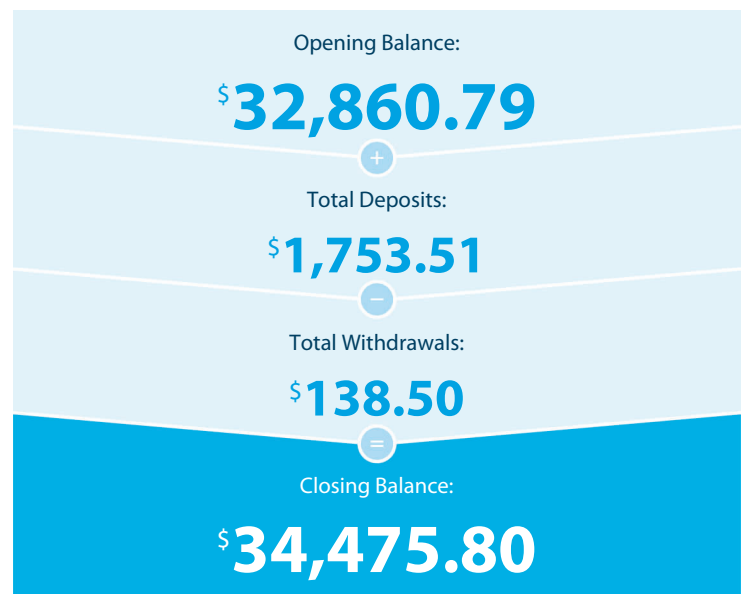 Opening Balance:
$32,860.79
+
Total Deposits:
$1,753.51
−
Total Withdrawals:
$138.50
=
Closing Balance:
$34,475.80